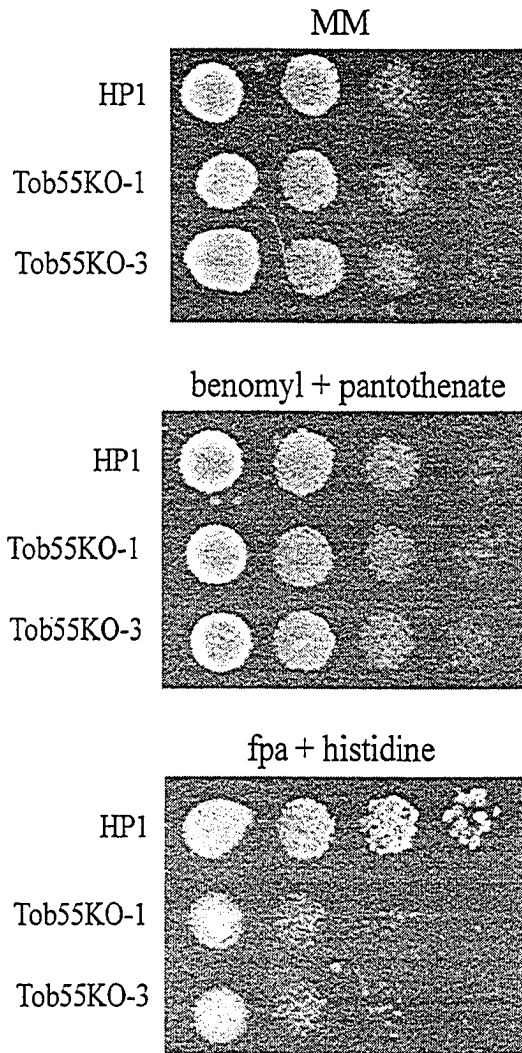 MM
HP1
Tob55KO-1
Tob55KO-3
benomyl + pantothenate
HP1
Tob55KO-1
Tob55KO-3
fpa + histidine
HP1
Tob55KO-1
Tob55KO-3